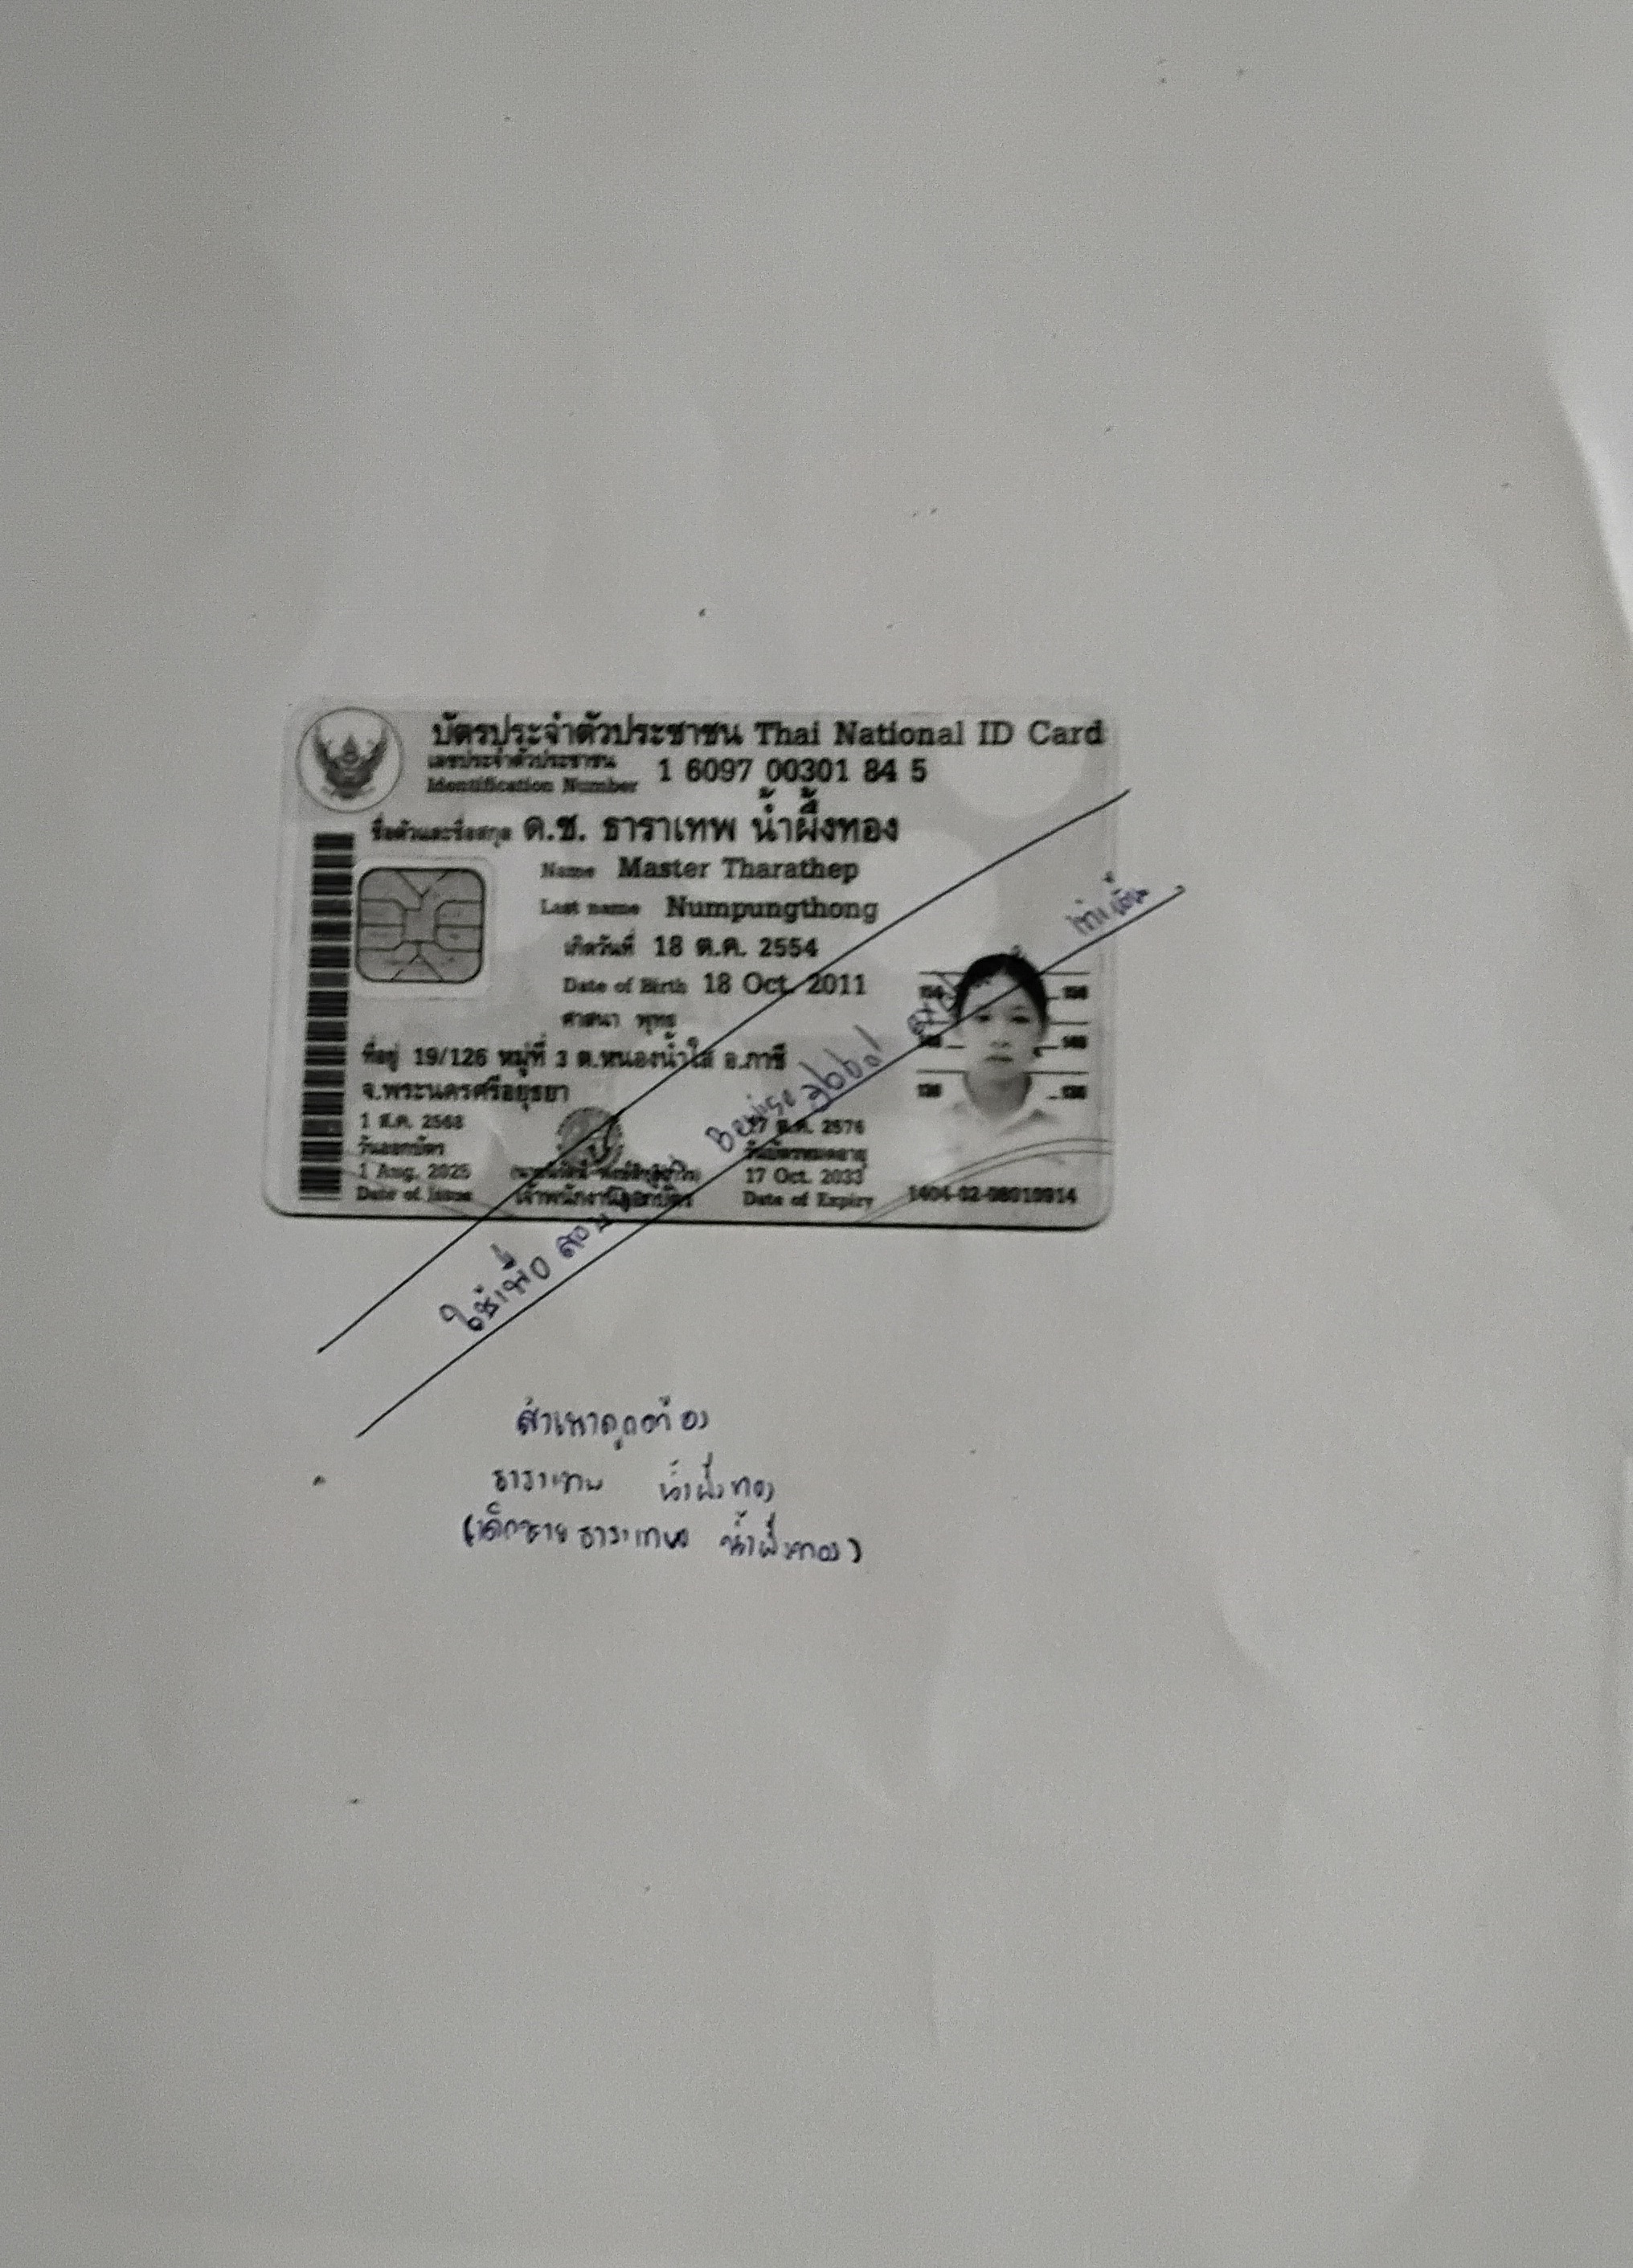 บัตรประจำตัวประชาชน Thai National ID Card
เลขประจำตัวประชาชน
Identification Number 1 6097 00301 84 5
ชื่อตัวและชื่อสกุล ด.ช. ธาราเทพ น้ำผึ้งทอง
Name Master Tharathep
Last name Numpungthong
เกิดวันที่ 18 ต.ค. 2554
Date of Birth 18 Oct. 2011
ศาสนา พุทธ
ที่อยู่ 19/126 หมู่ที่ 3 ต.หนองน้ำใส อ.ภาชี
จ.พระนครศรีอยุธยา
1 ส.ค. 2568
วันออกบัตร
1 Aug. 2025
Date of Issue
เจ้าพนักงานออกบัตร
17 ต.ค. 2576
วันบัตรหมดอายุ
17 Oct. 2033
Date of Expiry
1404-02-08010914
ใช้เพื่อ เท่านั้น
สำเนาถูกต้อง
ธาราเทพ น้ำผึ้งทอง
(เด็กชาย ธาราเทพ น้ำผึ้งทอง)